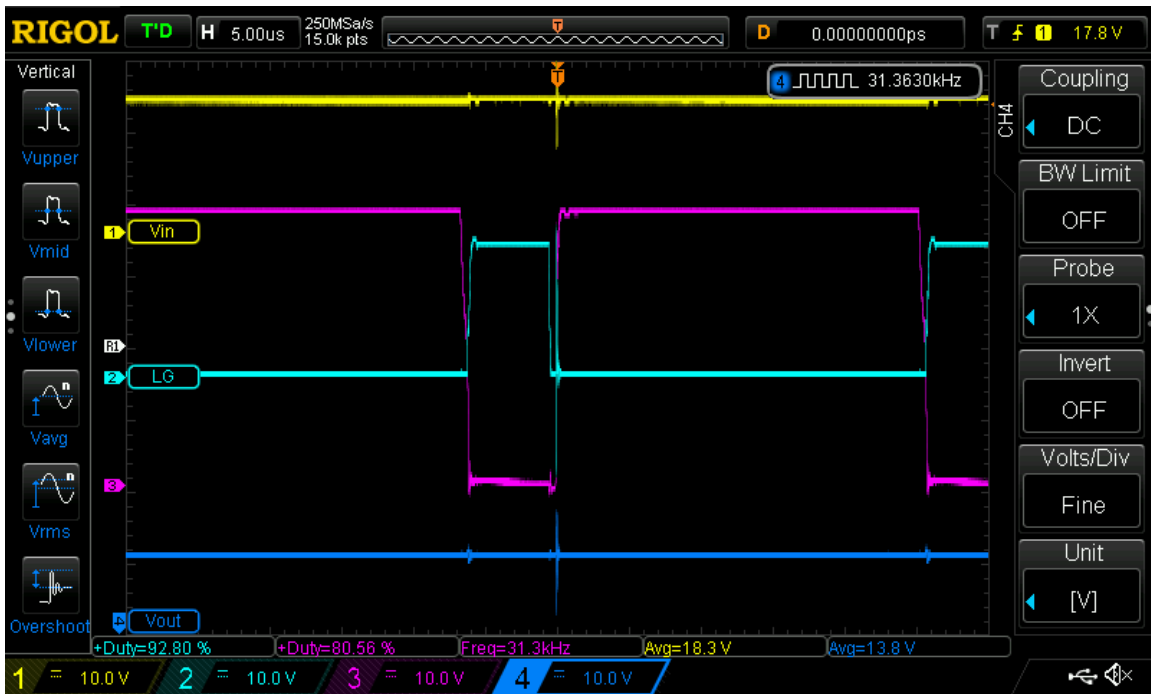 RIGOL T'D H 5.00us 250MSa/s 15.0k pts T D 0.00000000ps T 1 17.8 V
Vertical
Vupper
Vmid
Vlower
Vavg
Vrms
Overshoot
T
4 31.3630kHz
1 Vin
R1
2 LG
3
4 Vout
CH4
Coupling
DC
BW Limit
OFF
Probe
1X
Invert
OFF
Volts/Div
Fine
Unit
[V]
+Duty=92.80 % +Duty=80.56 % Freq=31.3kHz Avg=18.3 V Avg=13.8 V
1 10.0 V 2 10.0 V 3 10.0 V 4 10.0 V